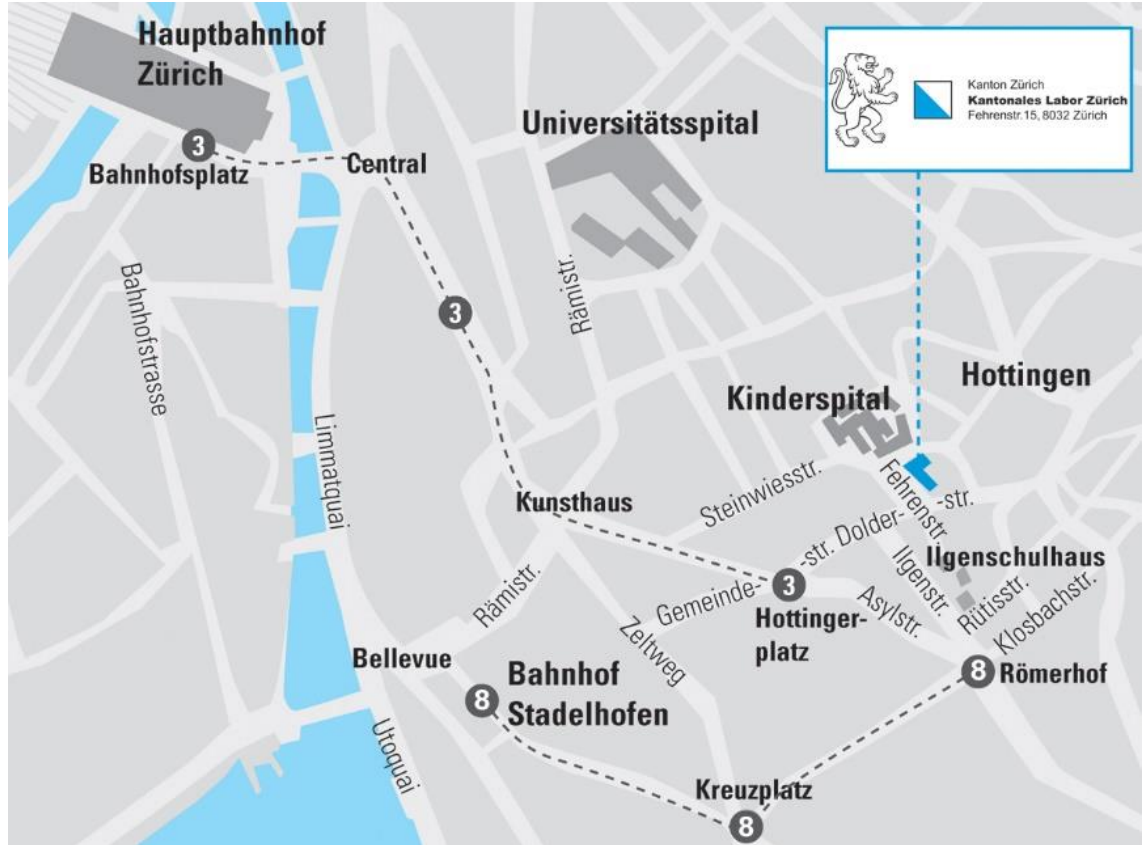 Hauptbahnhof
Zürich
Kanton Zürich
Kantonales Labor Zürich
Fehrenstr. 15, 8032 Zürich
Universitätsspital
3
Bahnhofsplatz
Central
Bahnhofstrasse
Rämistr.
3
Limmatquai
Hottingen
Kinderspital
Fehrenstr.
Steinwiesstr.
Kunsthaus
-str. Dolder-
-str.
Ilgenschulhaus
Ilgenstr.
Rütisstr.
Klosbachstr.
Gemeinde-
3
Hottinger-
platz
Asylstr.
Rämistr.
Zeltweg
Bellevue
8
Bahnhof
Stadelhofen
8
Römerhof
Utoquai
Kreuzplatz
8